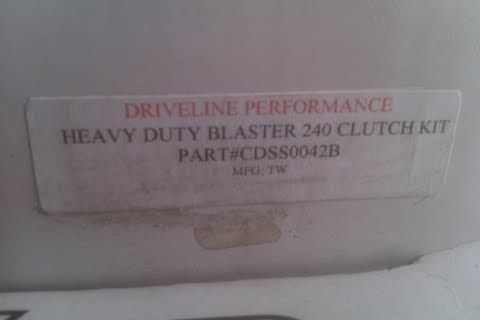 DRIVELINE PERFORMANCE
HEAVY DUTY BLASTER 240 CLUTCH KIT
PART#CDSS0042B
MFG: TW